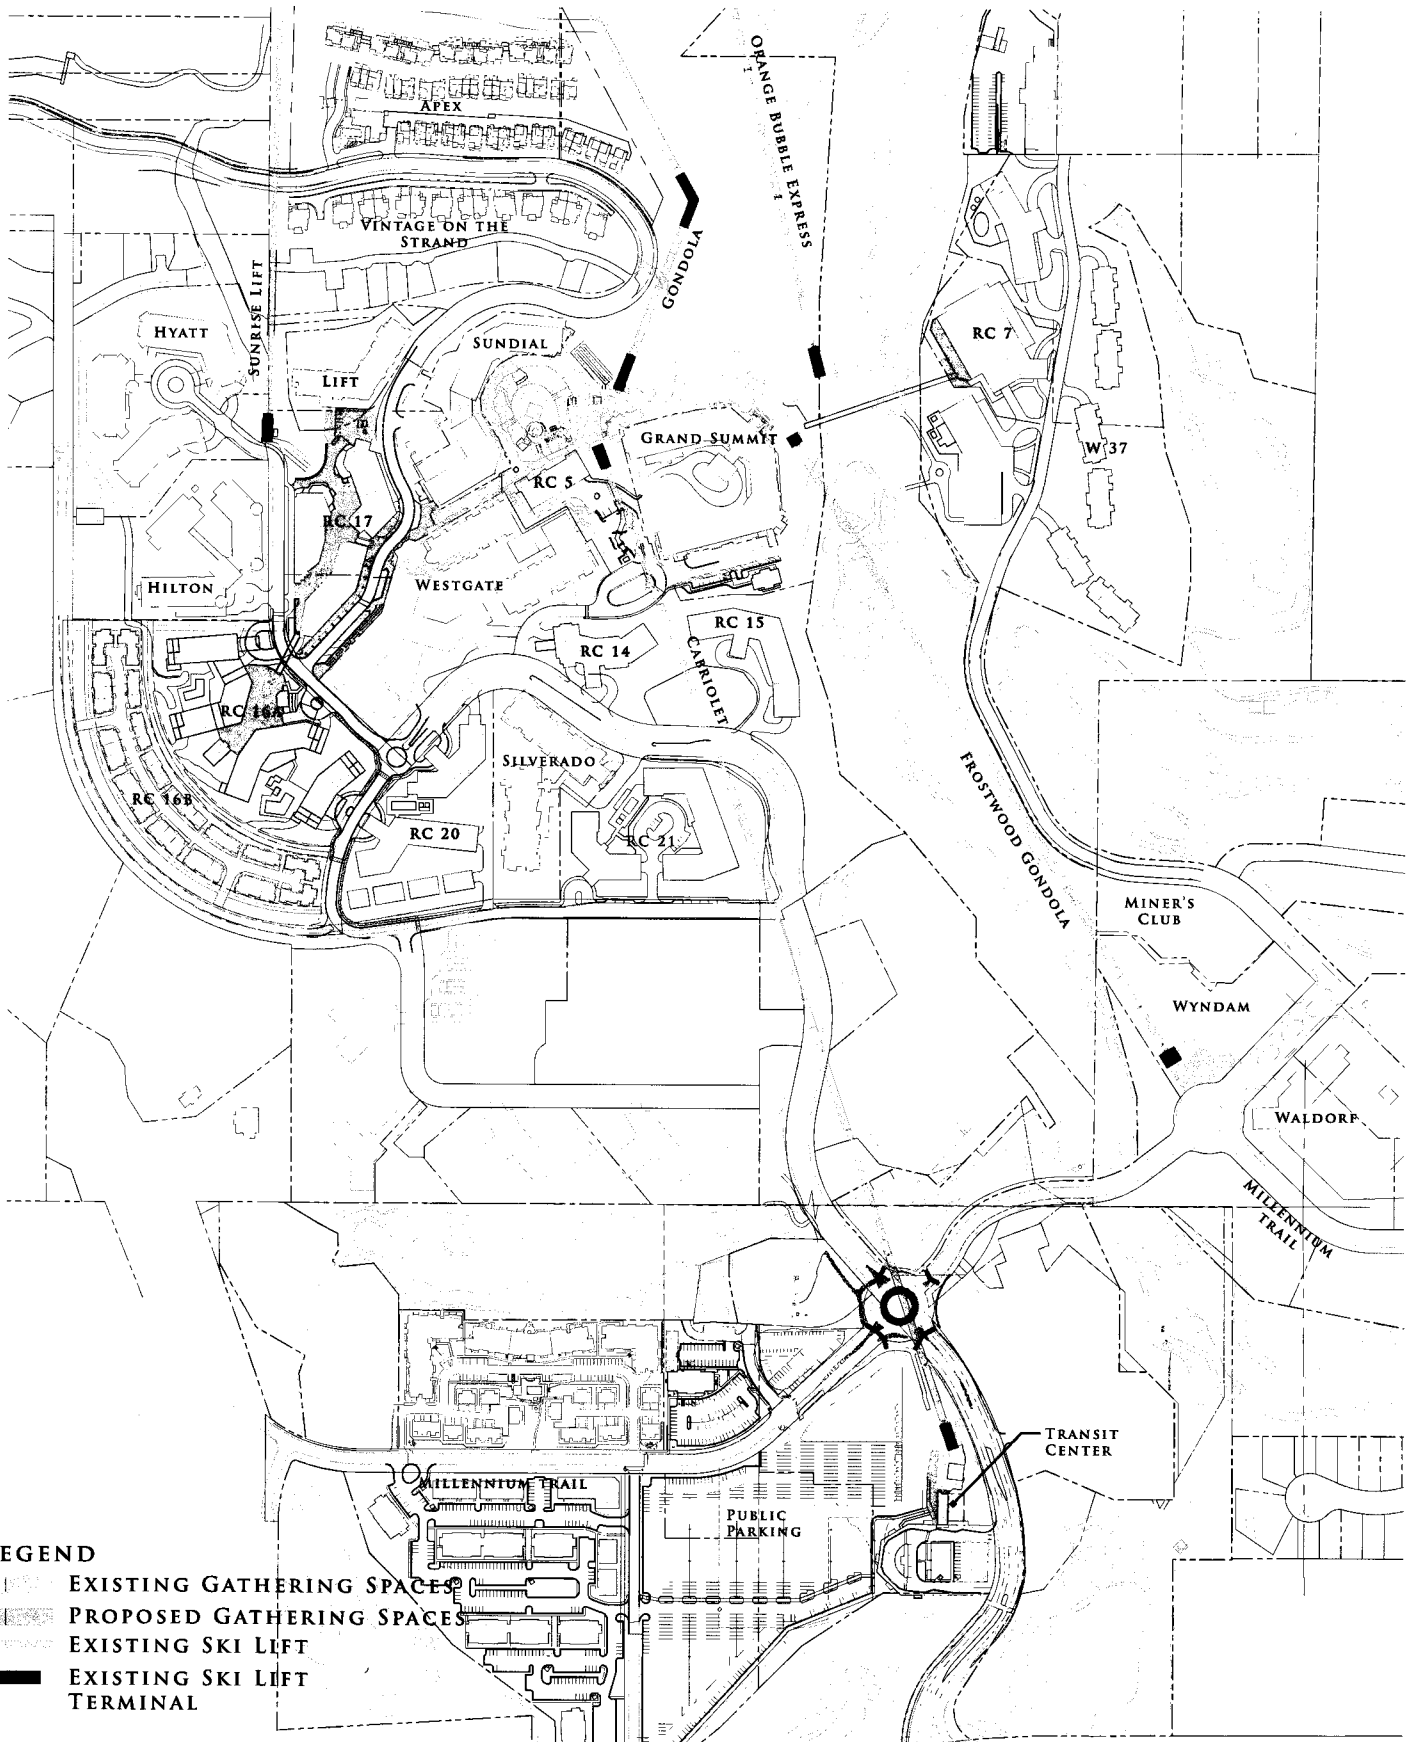 APEX
ORANGE BUBBLE EXPRESS
VINTAGE ON THE
STRAND
GONDOLA
SUNRISE LIFT
HYATT
SUNDIAL
LIFT
RC 7
GRAND SUMMIT
W 37
RC 5
RC 17
WESTGATE
HILTON
RC 15
RC 14
CABRIOLET
RC 16A
SILVERADO
RC 16B
RC 20
RC 21
FROSTWOOD GONDOLA
MINER'S
CLUB
WYNDAM
WALDORF
MILLENNIUM
TRAIL
TRANSIT
CENTER
MILLENNIUM TRAIL
PUBLIC
PARKING
EGEND
EXISTING GATHERING SPACES
PROPOSED GATHERING SPACES
EXISTING SKI LIFT
EXISTING SKI LIFT
TERMINAL